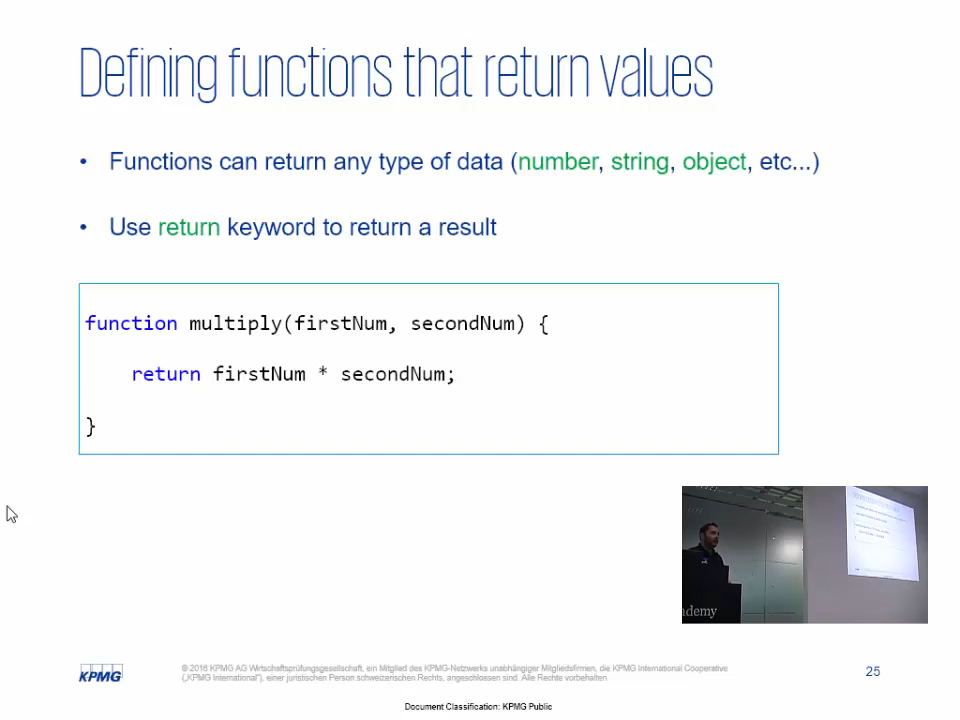 Defining functions that return values
• Functions can return any type of data (number, string, object, etc...)
• Use return keyword to return a result
function multiply(firstNum, secondNum) {
return firstNum * secondNum;
}
ademy
KPMG
© 2016 KPMG AG Wirtschaftsprüfungsgesellschaft, ein Mitglied des KPMG-Netzwerks unabhängiger Mitgliedsfirmen, die KPMG International Cooperative
(„KPMG International“), einer juristischen Person schweizerischen Rechts, angeschlossen sind. Alle Rechte vorbehalten
25
Document Classification: KPMG Public